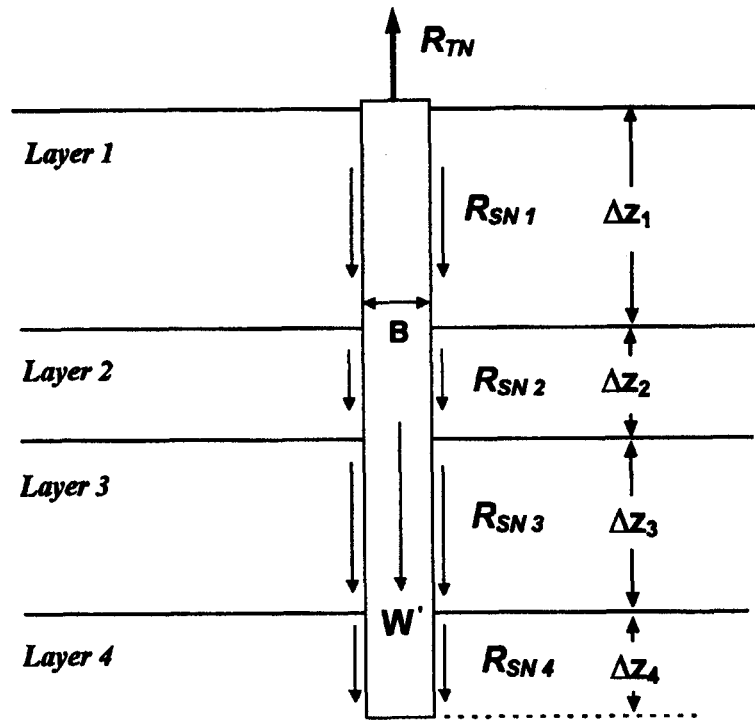 R_TN
Layer 1
R_SN 1
Δz₁
B
Layer 2
R_SN 2
Δz₂
Layer 3
R_SN 3
Δz₃
W'
Layer 4
R_SN 4
Δz₄